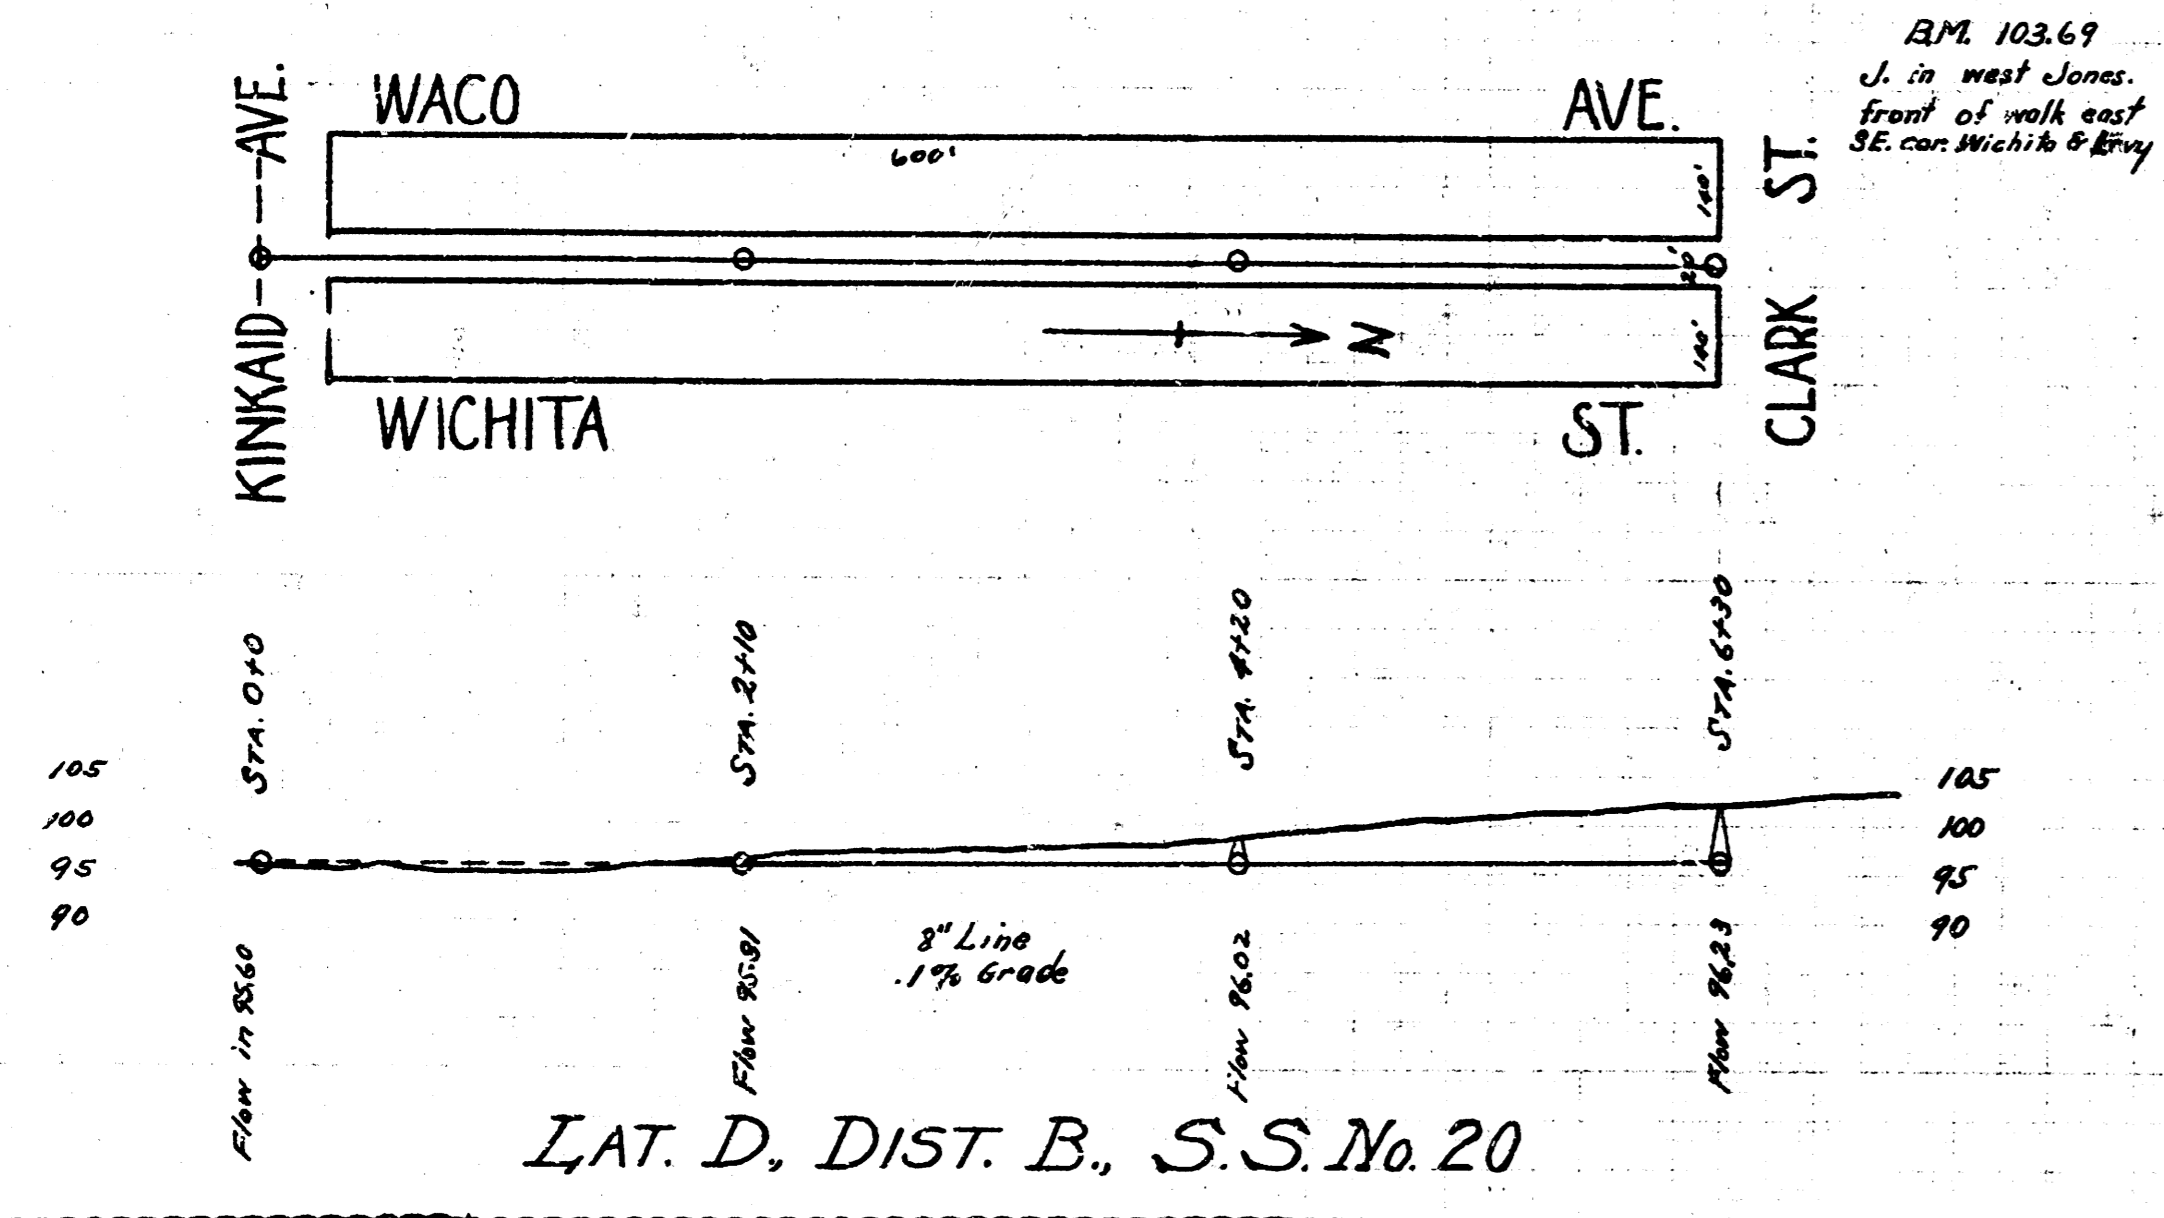 B.M. 103.69
J. in west Jones.
front of walk east
SE. cor. Wichita &
WACO AVE.
600'
140'
KINKAID AVE.
20'
CLARK ST.
N
140'
WICHITA ST.
STA. 0+0
STA. 2+10
STA. 4+20
STA. 6+30
105 105
100 100
95 95
90 90
8" Line
.1% Grade
Flow in 95.60
Flow 95.81
Flow 96.02
Flow 96.23
LAT. D., DIST. B., S.S. No. 20